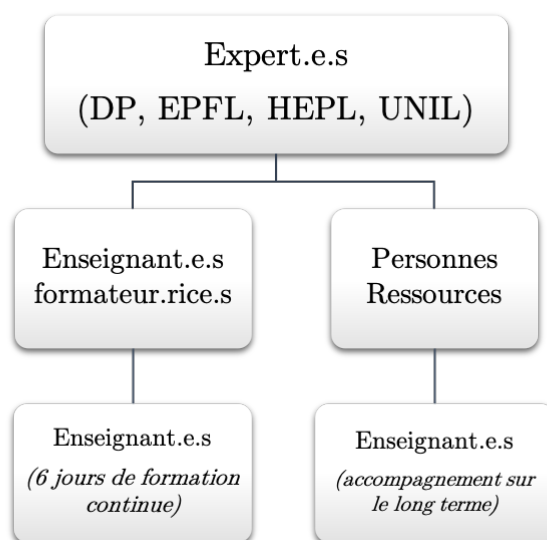 Expert.e.s
(DP, EPFL, HEPL, UNIL)
Enseignant.e.s
formateur.rice.s
Personnes
Ressources
Enseignant.e.s
(6 jours de formation
continue)
Enseignant.e.s
(accompagnement sur
le long terme)